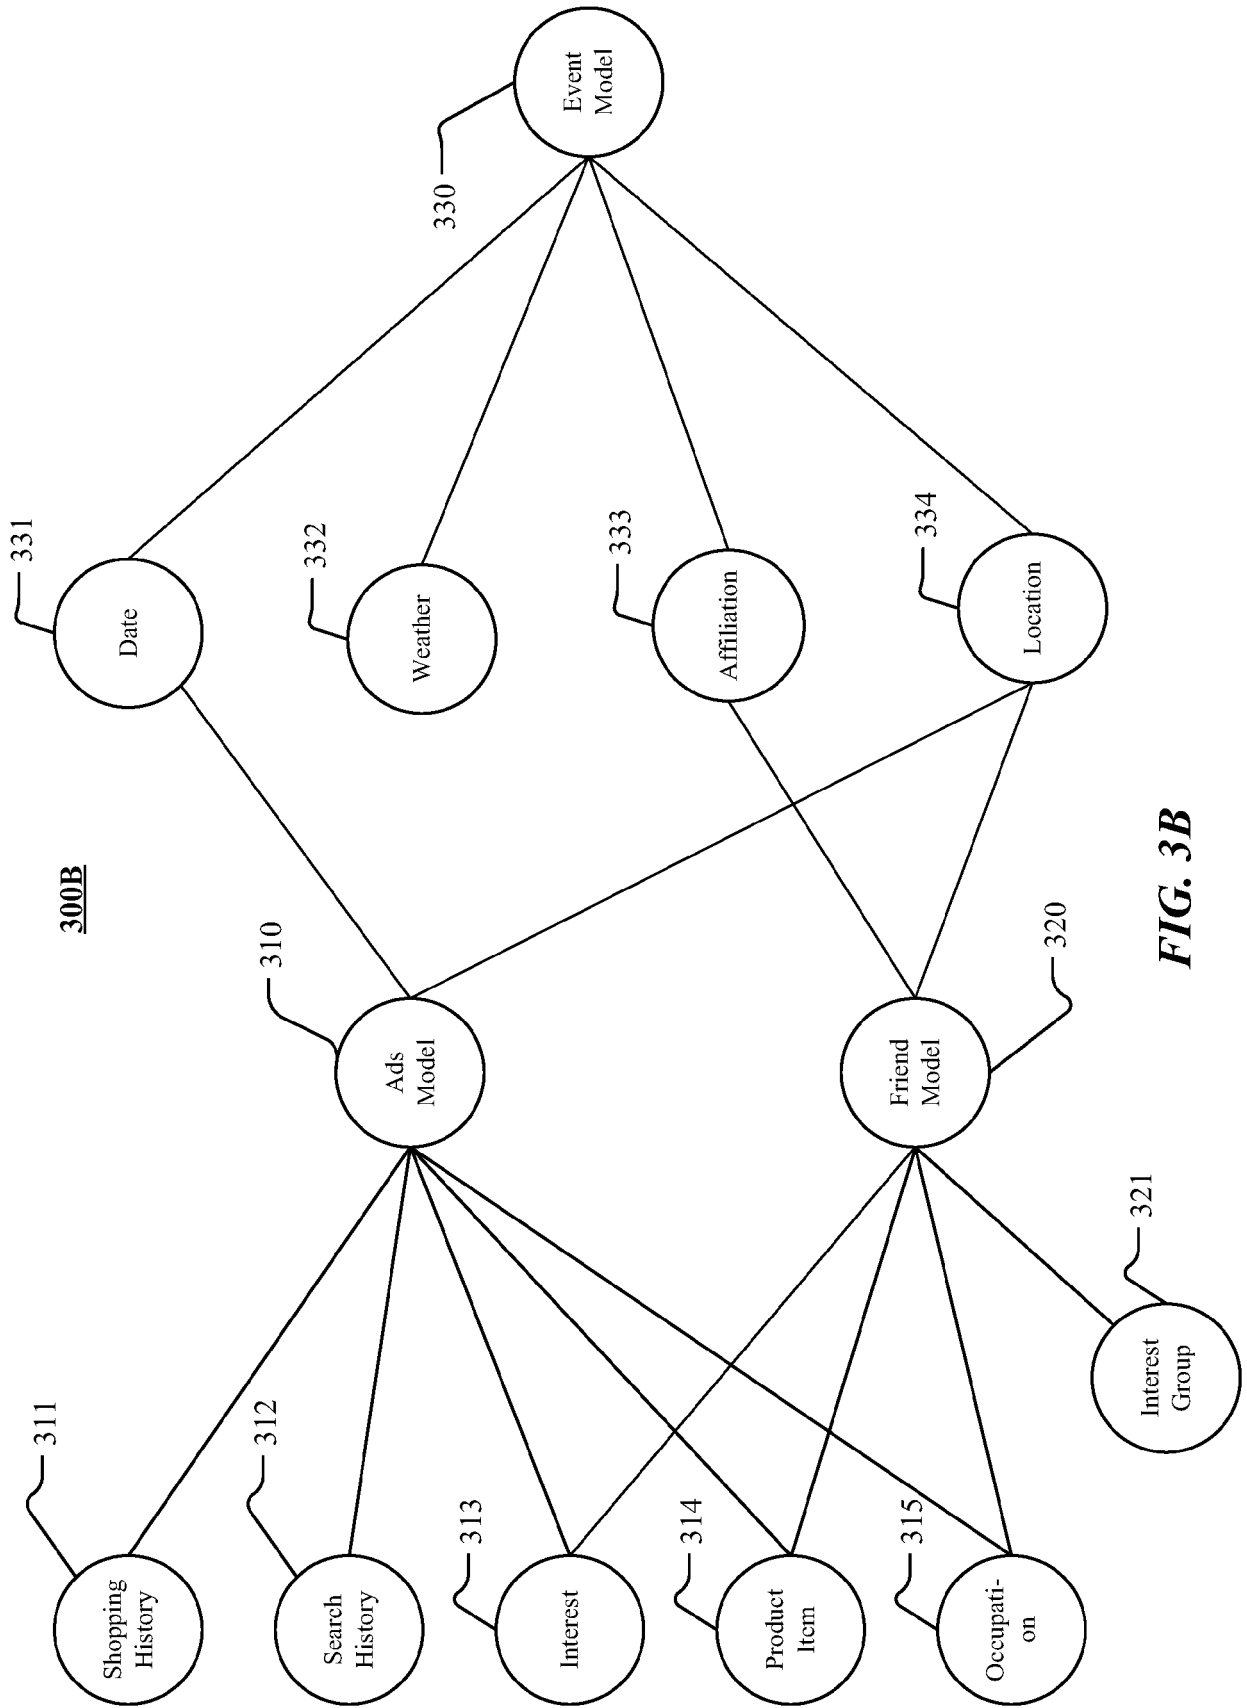 300B
311
Shopping
History
312
Search
History
313
Interest
314
Product
Item
315
Occupati-
on
310
Ads
Model
320
Friend
Model
321
Interest
Group
331
Date
332
Weather
333
Affiliation
334
Location
330
Event
Model
FIG. 3B